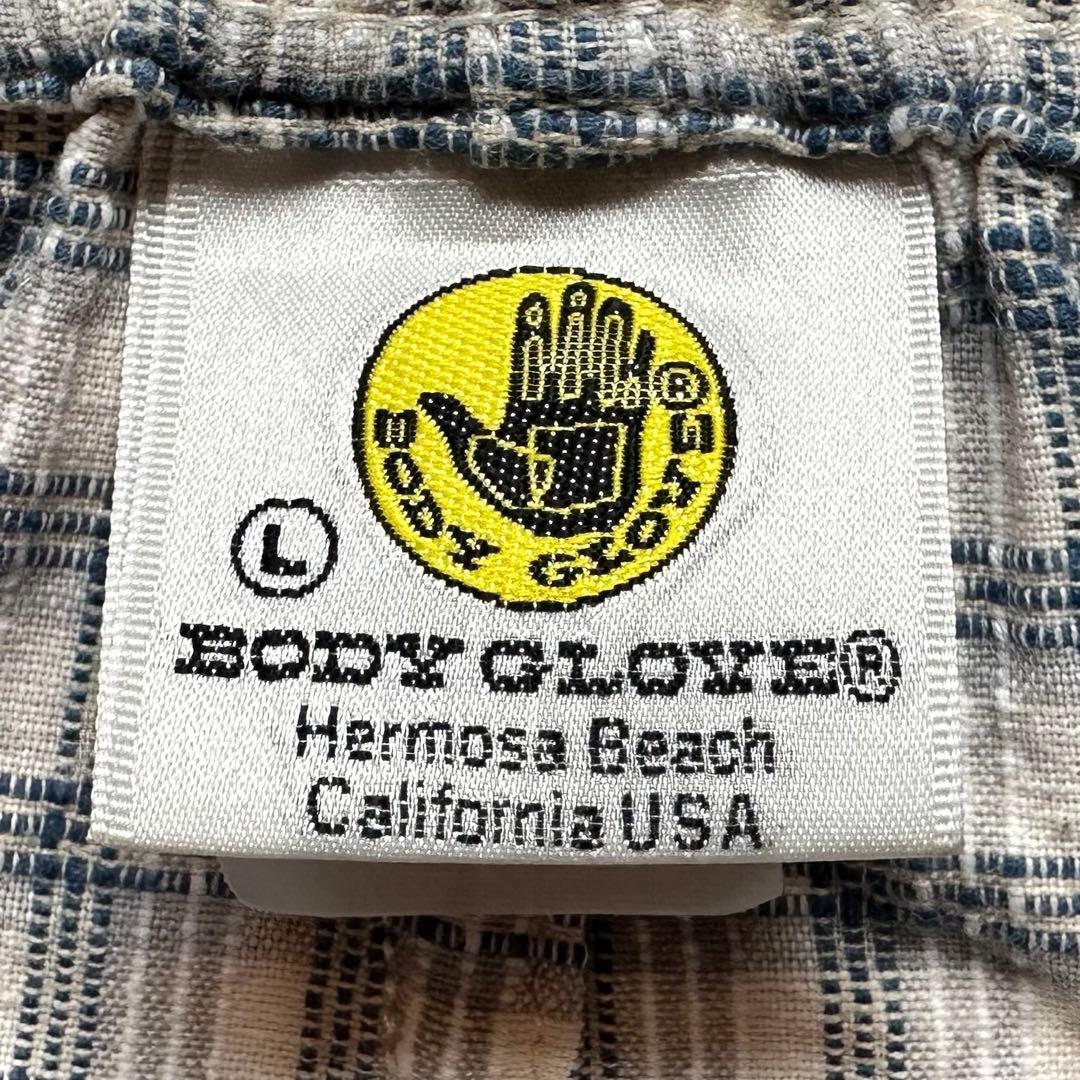 BODY GLOVE®
L
BODY GLOVE®
Hermosa Beach
California USA